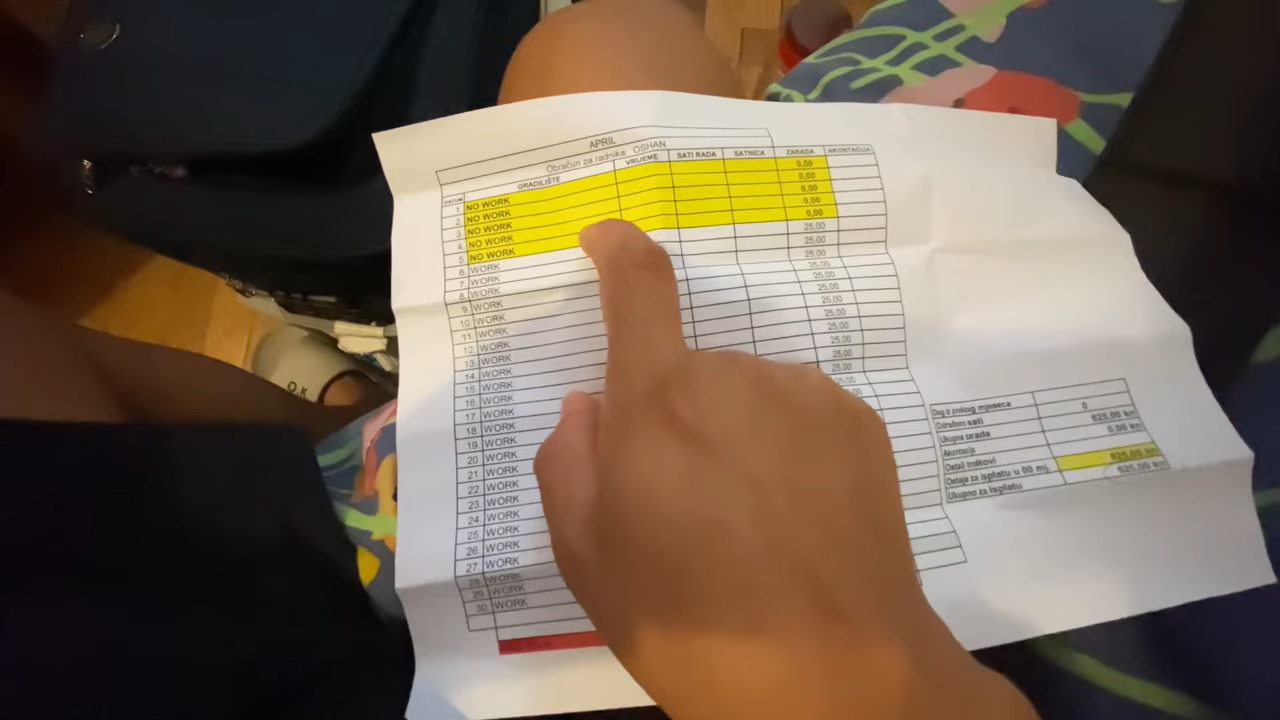 APRIL
Obračun za radnika: OSHAN
DATUM GRADILIŠTE VRIJEME SATI RADA SATNICA ZARADA AKONTACIJA
1 NO WORK 0,00
2. NO WORK 0,00
3. NO WORK 0,00
4. NO WORK 0,00
5. NO WORK 0,00
6. WORK 25,00
7. WORK 25,00
8. WORK 25,00
9. WORK 25,00
10. WORK 25,00
11. WORK 25,00
12. WORK 25,00
13. WORK 25,00
14. WORK 25,00
15. WORK 25,00
16. WORK 25,00
17. WORK
18. WORK
19. WORK
20. WORK
21. WORK
22. WORK
23. WORK
24. WORK
25. WORK
26. WORK
27. WORK
28. WORK
29. WORK
30. WORK
Dug iz prošog mjeseca 0
Odrađeno sati
Ukupna zarada 625,00 kn
Akontacija 0,00 kn
Ostali troškovi
Ostaje za isplatu u 00 mj. 625,00 kn
Ukupno za isplatu 625,00 kn
O.K